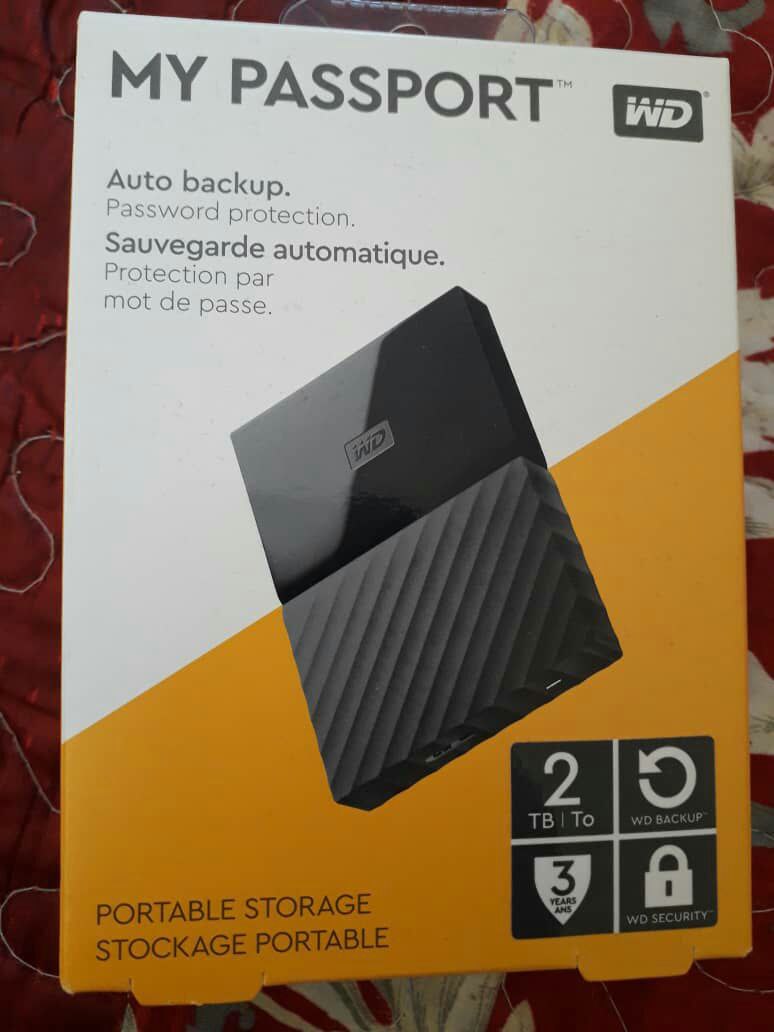 MY PASSPORT™
WD®
Auto backup.
Password protection.
Sauvegarde automatique.
Protection par
mot de passe.
WD
2
TB | To
WD BACKUP™
3
YEARS
ANS
WD SECURITY™
PORTABLE STORAGE
STOCKAGE PORTABLE